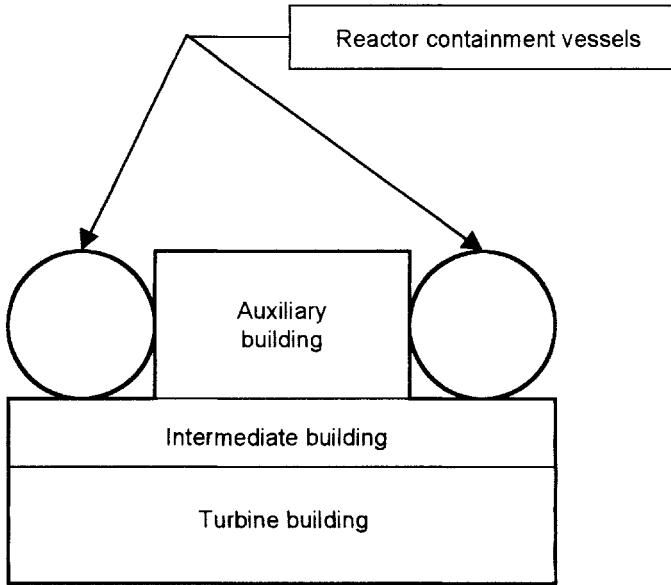 Reactor containment vessels
Auxiliary
building
Intermediate building
Turbine building